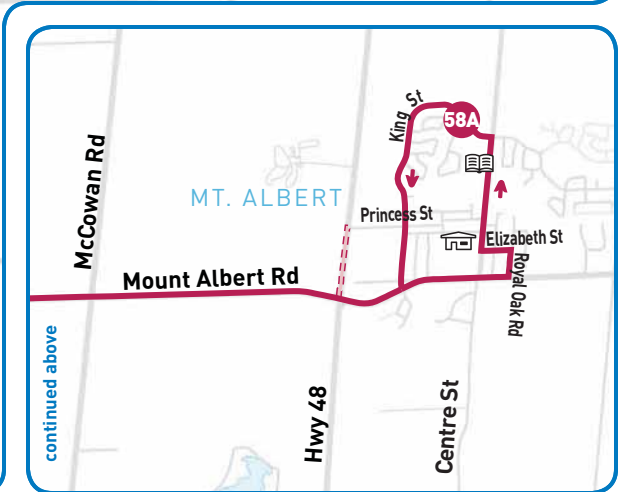 King St
58A
McCowan Rd
MT. ALBERT
Princess St
Elizabeth St
Royal Oak Rd
Mount Albert Rd
continued above
Hwy 48
Centre St